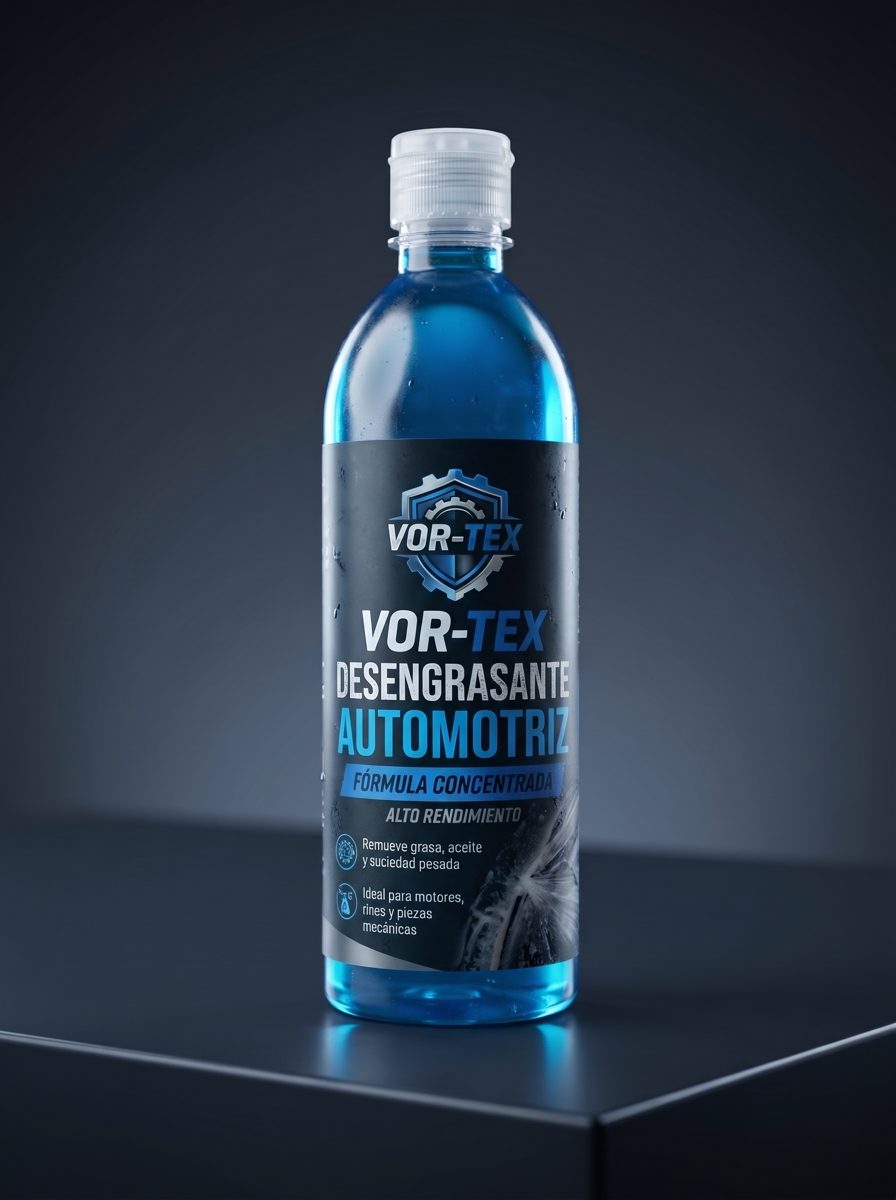 VOR-TEX
VOR-TEX
DESENGRASANTE
AUTOMOTRIZ
FÓRMULA CONCENTRADA
ALTO RENDIMIENTO
Remueve grasa, aceite
y suciedad pesada
Ideal para motores,
rines y piezas
mecánicas